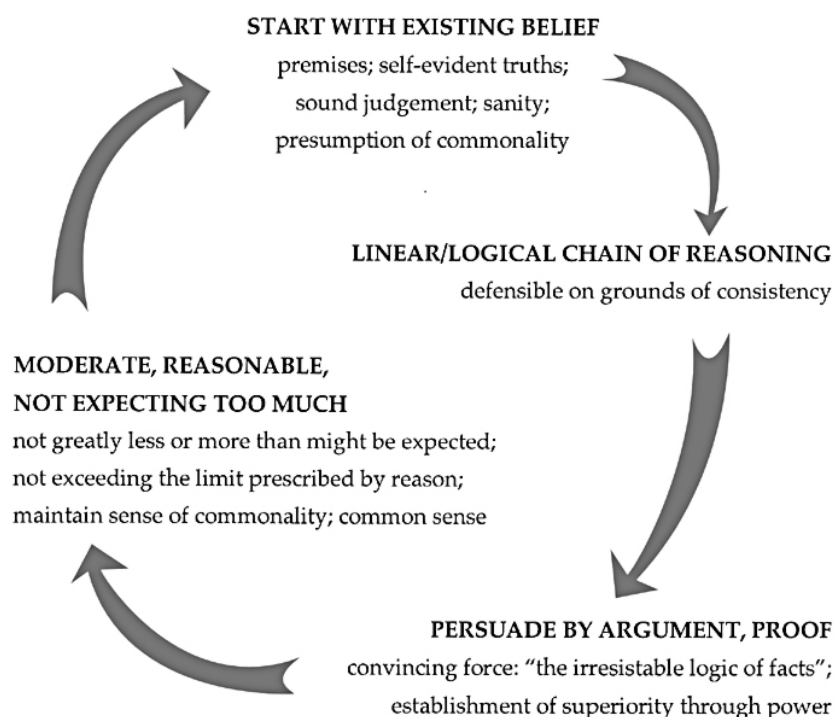 START WITH EXISTING BELIEF
premises; self-evident truths;
sound judgement; sanity;
presumption of commonality
LINEAR/LOGICAL CHAIN OF REASONING
defensible on grounds of consistency
MODERATE, REASONABLE,
NOT EXPECTING TOO MUCH
not greatly less or more than might be expected;
not exceeding the limit prescribed by reason;
maintain sense of commonality; common sense
PERSUADE BY ARGUMENT, PROOF
convincing force: “the irresistable logic of facts”;
establishment of superiority through power